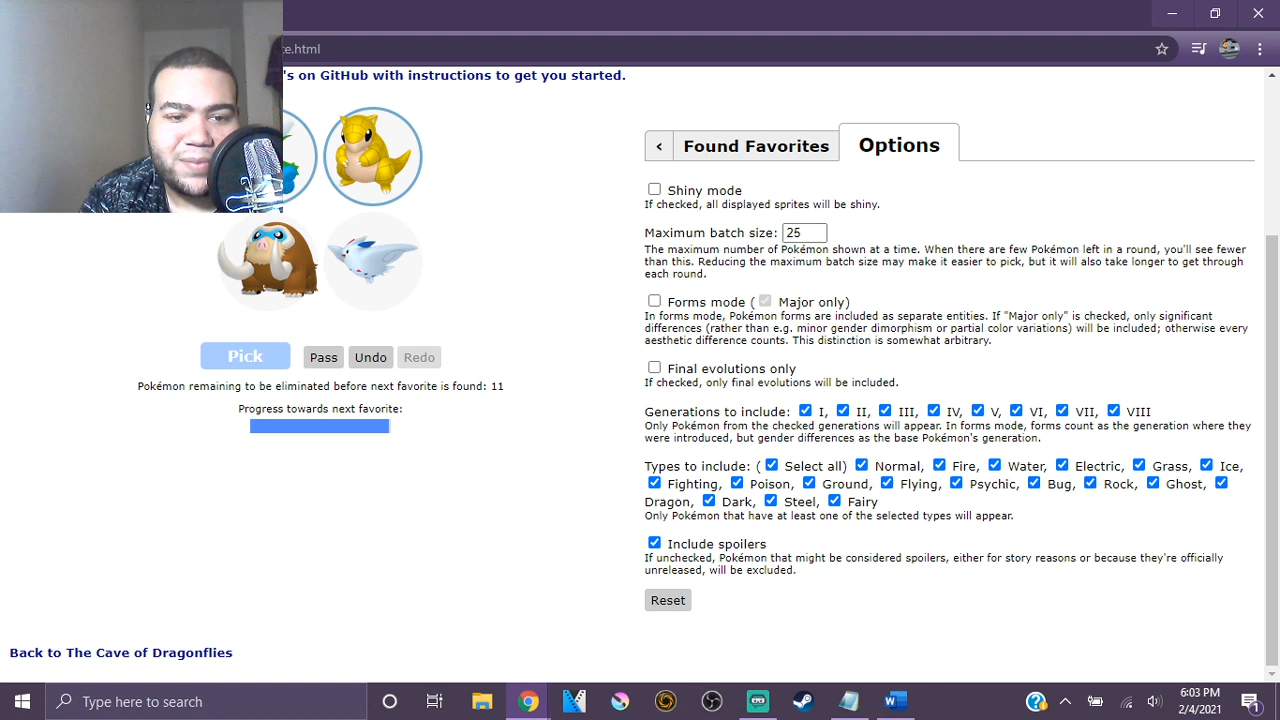 e.html
's on GitHub with instructions to get you started.
‹ Found Favorites Options
Shiny mode
If checked, all displayed sprites will be shiny.
Maximum batch size: 25
The maximum number of Pokémon shown at a time. When there are few Pokémon left in a round, you'll see fewer
than this. Reducing the maximum batch size may make it easier to pick, but it will also take longer to get through
each round.
Forms mode ( Major only)
In forms mode, Pokémon forms are included as separate entities. If "Major only" is checked, only significant
differences (rather than e.g. minor gender dimorphism or partial color variations) will be included; otherwise every
aesthetic difference counts. This distinction is somewhat arbitrary.
Final evolutions only
If checked, only final evolutions will be included.
Generations to include: I, II, III, IV, V, VI, VII, VIII
Only Pokémon from the checked generations will appear. In forms mode, forms count as the generation where they
were introduced, but gender differences as the base Pokémon's generation.
Types to include: ( Select all) Normal, Fire, Water, Electric, Grass, Ice,
Fighting, Poison, Ground, Flying, Psychic, Bug, Rock, Ghost,
Dragon, Dark, Steel, Fairy
Only Pokémon that have at least one of the selected types will appear.
Include spoilers
If unchecked, Pokémon that might be considered spoilers, either for story reasons or because they're officially
unreleased, will be excluded.
Reset
Pick Pass Undo Redo
Pokémon remaining to be eliminated before next favorite is found: 11
Progress towards next favorite:
Back to The Cave of Dragonflies
Type here to search
6:03 PM
2/4/2021
1